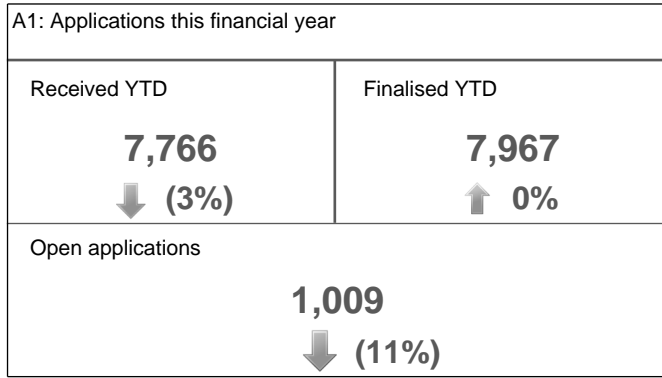 A1: Applications this financial year
Received YTD
7,766
(3%)
Finalised YTD
7,967
0%
Open applications
1,009
(11%)